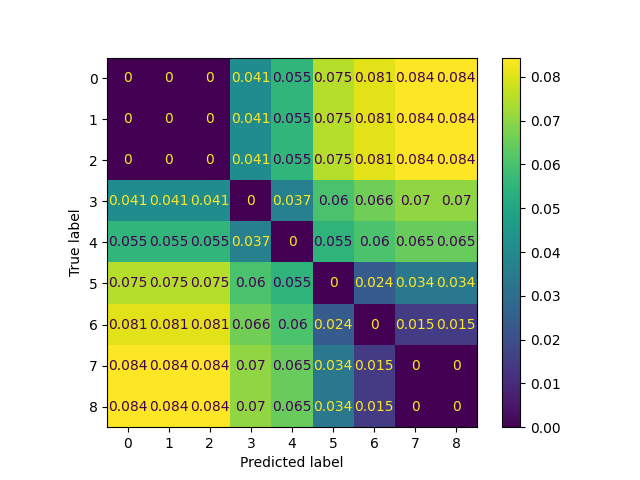 0 0 0 0 0.041 0.055 0.075 0.081 0.084 0.084 0.08
1 0 0 0 0.041 0.055 0.075 0.081 0.084 0.084 0.07
2 0 0 0 0.041 0.055 0.075 0.081 0.084 0.084 0.06
3 0.041 0.041 0.041 0 0.037 0.06 0.066 0.07 0.07 0.05
4 0.055 0.055 0.055 0.037 0 0.055 0.06 0.065 0.065 0.04
True label
5 0.075 0.075 0.075 0.06 0.055 0 0.024 0.034 0.034 0.03
6 0.081 0.081 0.081 0.066 0.06 0.024 0 0.015 0.015 0.02
7 0.084 0.084 0.084 0.07 0.065 0.034 0.015 0 0 0.01
8 0.084 0.084 0.084 0.07 0.065 0.034 0.015 0 0 0.00
0 1 2 3 4 5 6 7 8
Predicted label